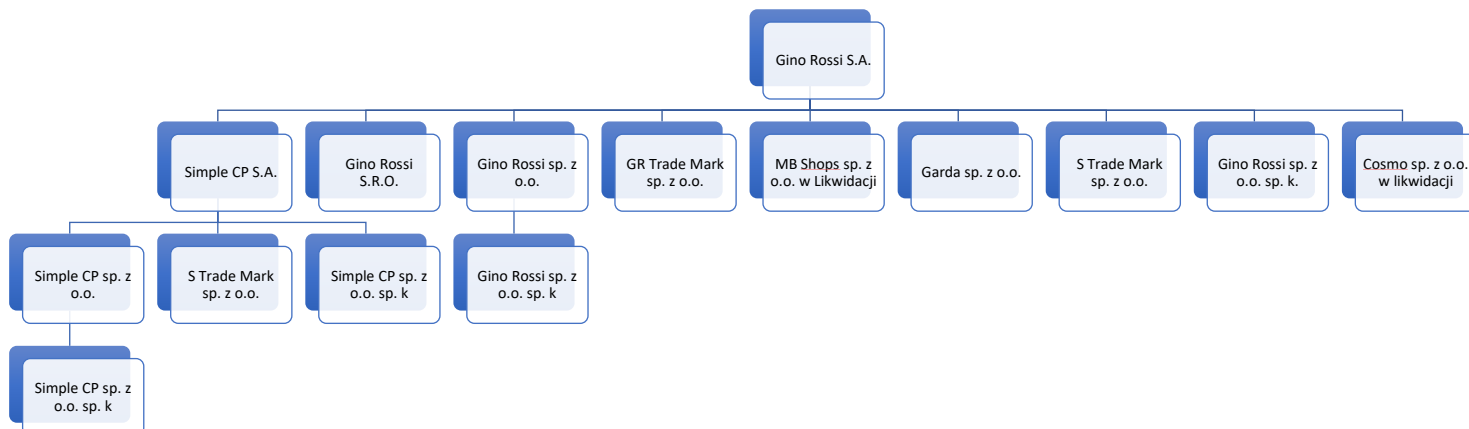 Gino Rossi S.A.
Simple CP S.A.
Gino Rossi
S.R.O.
Gino Rossi sp. z
o.o.
GR Trade Mark
sp. z o.o.
MB Shops sp. z
o.o. w Likwidacji
Garda sp. z o.o.
S Trade Mark
sp. z o.o.
Gino Rossi sp. z
o.o. sp. k.
Cosmo sp. z o.o.
w likwidacji
Simple CP sp. z
o.o.
S Trade Mark
sp. z o.o.
Simple CP sp. z
o.o. sp. k
Gino Rossi sp. z
o.o. sp. k
Simple CP sp. z
o.o. sp. k